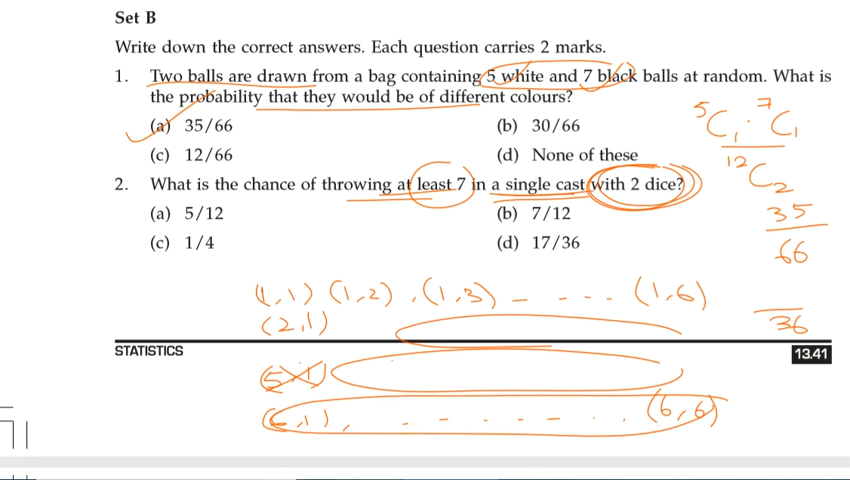 Set B
Write down the correct answers. Each question carries 2 marks.
1. Two balls are drawn from a bag containing 5 white and 7 black balls at random. What is
the probability that they would be of different colours?
(a) 35/66 (b) 30/66
(c) 12/66 (d) None of these
⁵C₁ · ⁷C₁
¹²C₂
2. What is the chance of throwing at least 7 in a single cast with 2 dice?
(a) 5/12 (b) 7/12
35
(c) 1/4 (d) 17/36
66
(1,1) (1,2) , (1,3) - - - - (1,6)
(2,1)
36
STATISTICS 13.41
(6,1), - - - - - - (6,6)